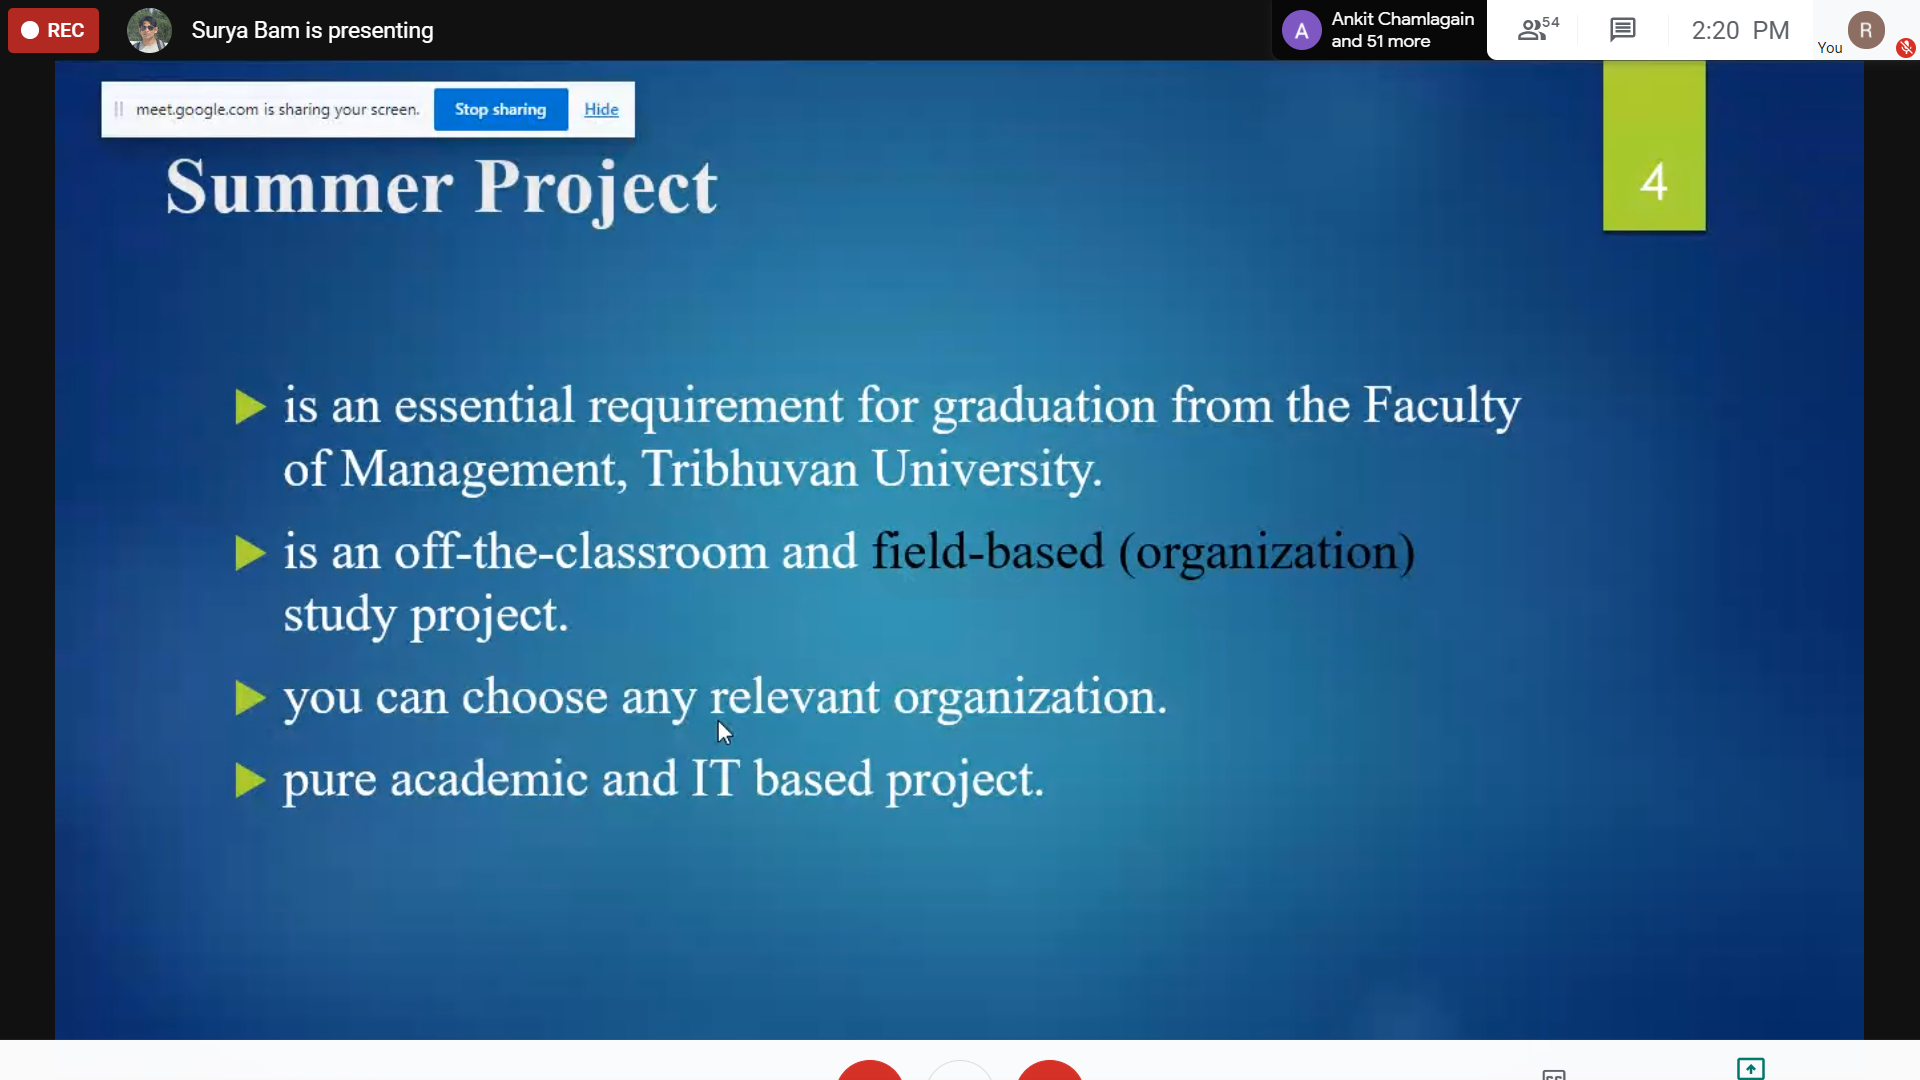 REC
Surya Bam is presenting
A
Ankit Chamlagain
and 51 more
54
2:20 PM
You
R
meet.google.com is sharing your screen.
Stop sharing
Hide
Summer Project
4
is an essential requirement for graduation from the Faculty
of Management, Tribhuvan University.
is an off-the-classroom and field-based (organization)
study project.
you can choose any relevant organization.
pure academic and IT based project.